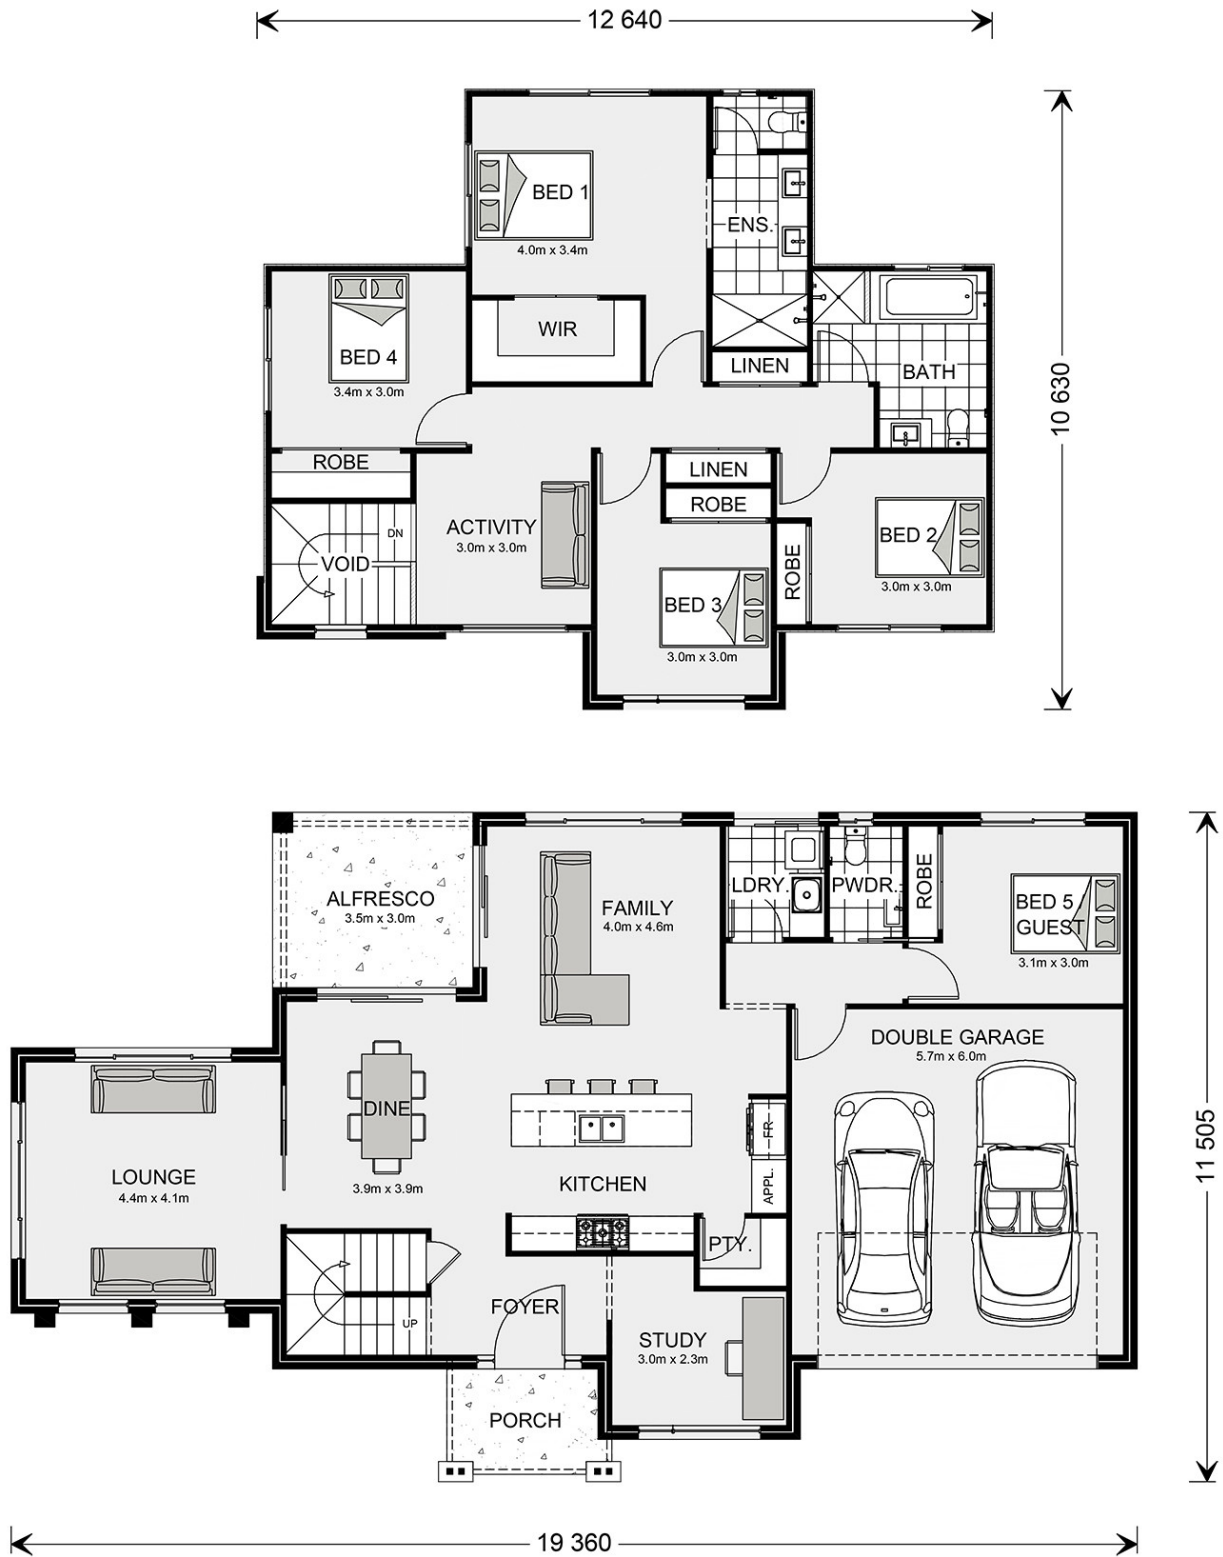 12 640
BED 1
4.0m x 3.4m
ENS.
WIR
BED 4
3.4m x 3.0m
LINEN
BATH
10 630
ROBE
LINEN
ROBE
ACTIVITY
3.0m x 3.0m
DN
VOID
BED 2
3.0m x 3.0m
ROBE
BED 3
3.0m x 3.0m
ALFRESCO
3.5m x 3.0m
FAMILY
4.0m x 4.6m
LDRY.
PWDR.
ROBE
BED 5 /
GUEST
3.1m x 3.0m
DOUBLE GARAGE
5.7m x 6.0m
DINE
3.9m x 3.9m
FR
APPL.
KITCHEN
LOUNGE
4.4m x 4.1m
11 505
PTY.
FOYER
UP
STUDY
3.0m x 2.3m
PORCH
19 360